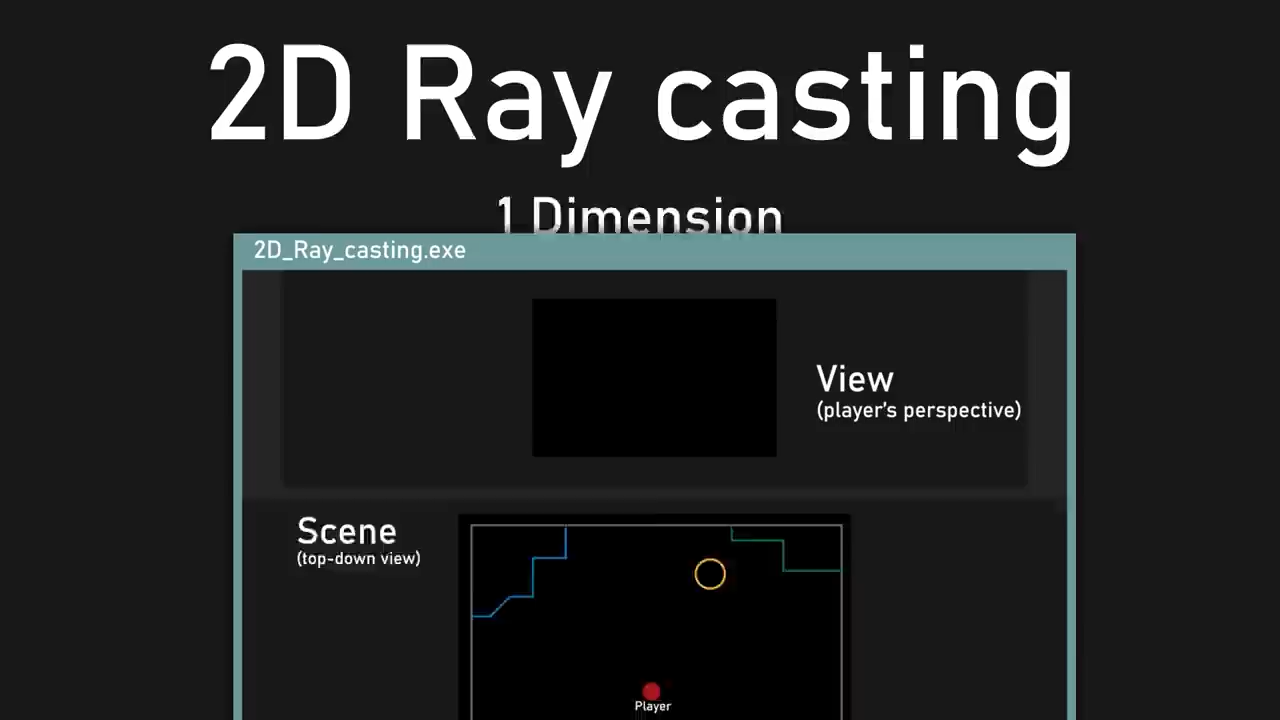 2D Ray casting
1 Dimension
2D_Ray_casting.exe
View
(player's perspective)
Scene
(top-down view)
Player